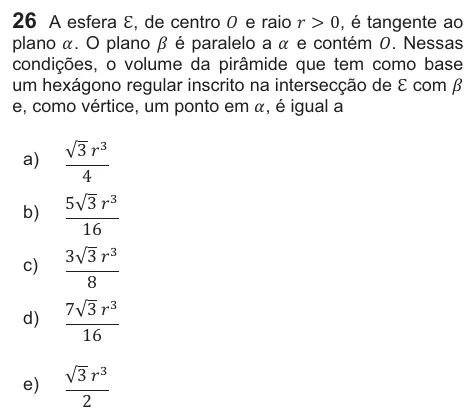 26 A esfera Ɛ, de centro O e raio r > 0, é tangente ao
plano α. O plano β é paralelo a α e contém O. Nessas
condições, o volume da pirâmide que tem como base
um hexágono regular inscrito na intersecção de Ɛ com β
e, como vértice, um ponto em α, é igual a
a) √3 r³ / 4
b) 5√3 r³ / 16
c) 3√3 r³ / 8
d) 7√3 r³ / 16
e) √3 r³ / 2